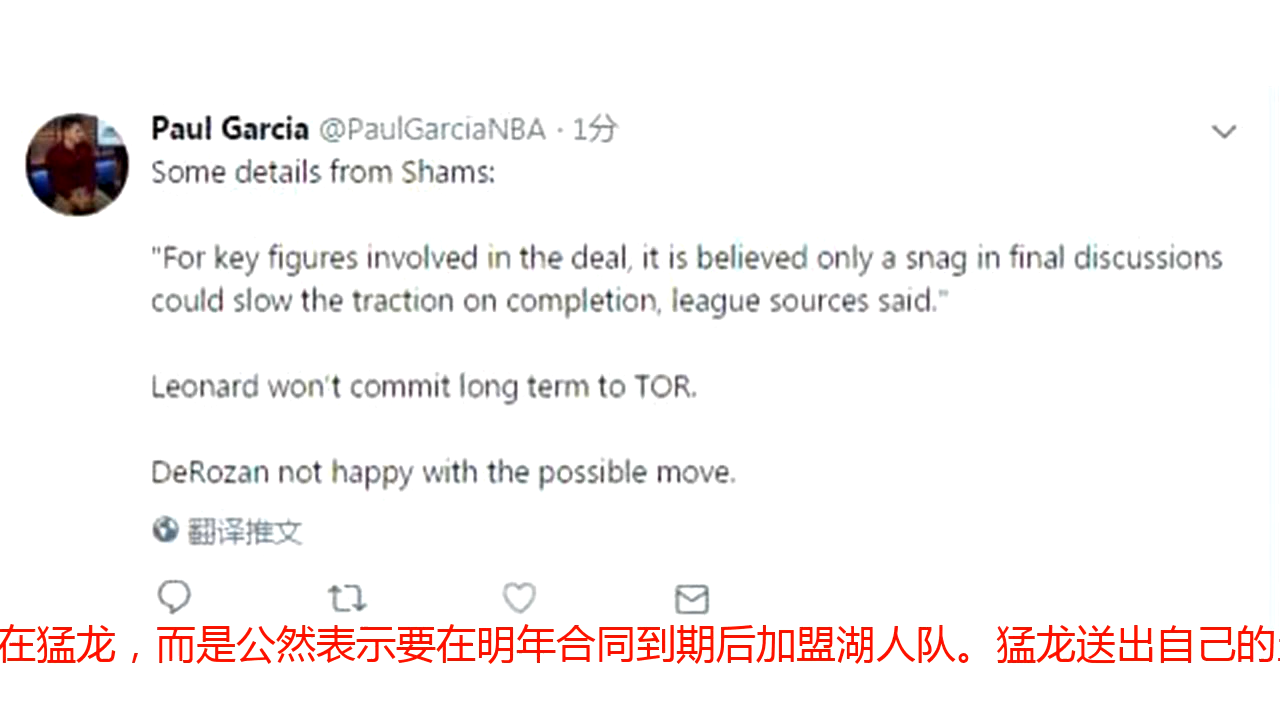 Paul Garcia @PaulGarciaNBA · 1分
Some details from Shams:
"For key figures involved in the deal, it is believed only a snag in final discussions
could slow the traction on completion, league sources said."
Leonard won't commit long term to TOR.
DeRozan not happy with the possible move.
翻译推文
在猛龙，而是公然表示要在明年合同到期后加盟湖人队。猛龙送出自己的